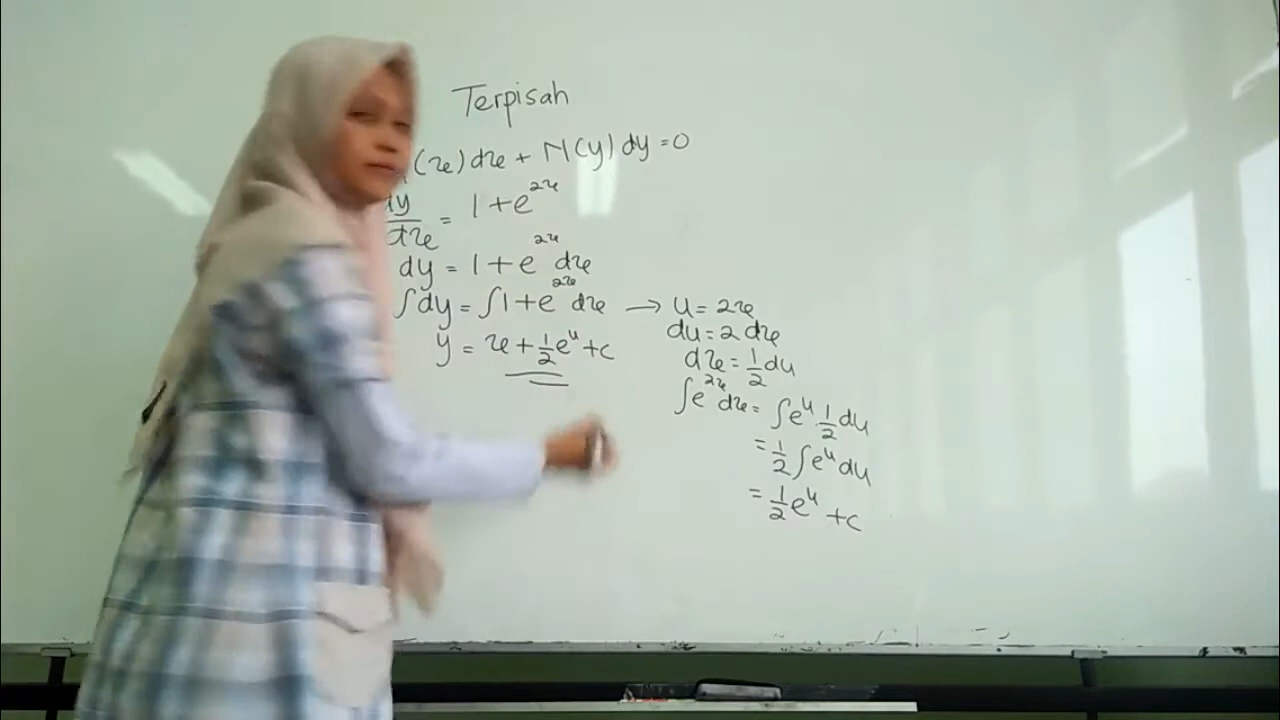 Terpisah
(x) dx + N(y) dy = 0
dy/dx = 1 + e^2x
dy = 1 + e^2x dx
∫dy = ∫1 + e^2x dx → u = 2x
du = 2 dx
y = x + 1/2 e^u + c
dx = 1/2 du
∫e^2x dx = ∫e^u 1/2 du
= 1/2 ∫e^u du
= 1/2 e^u + c